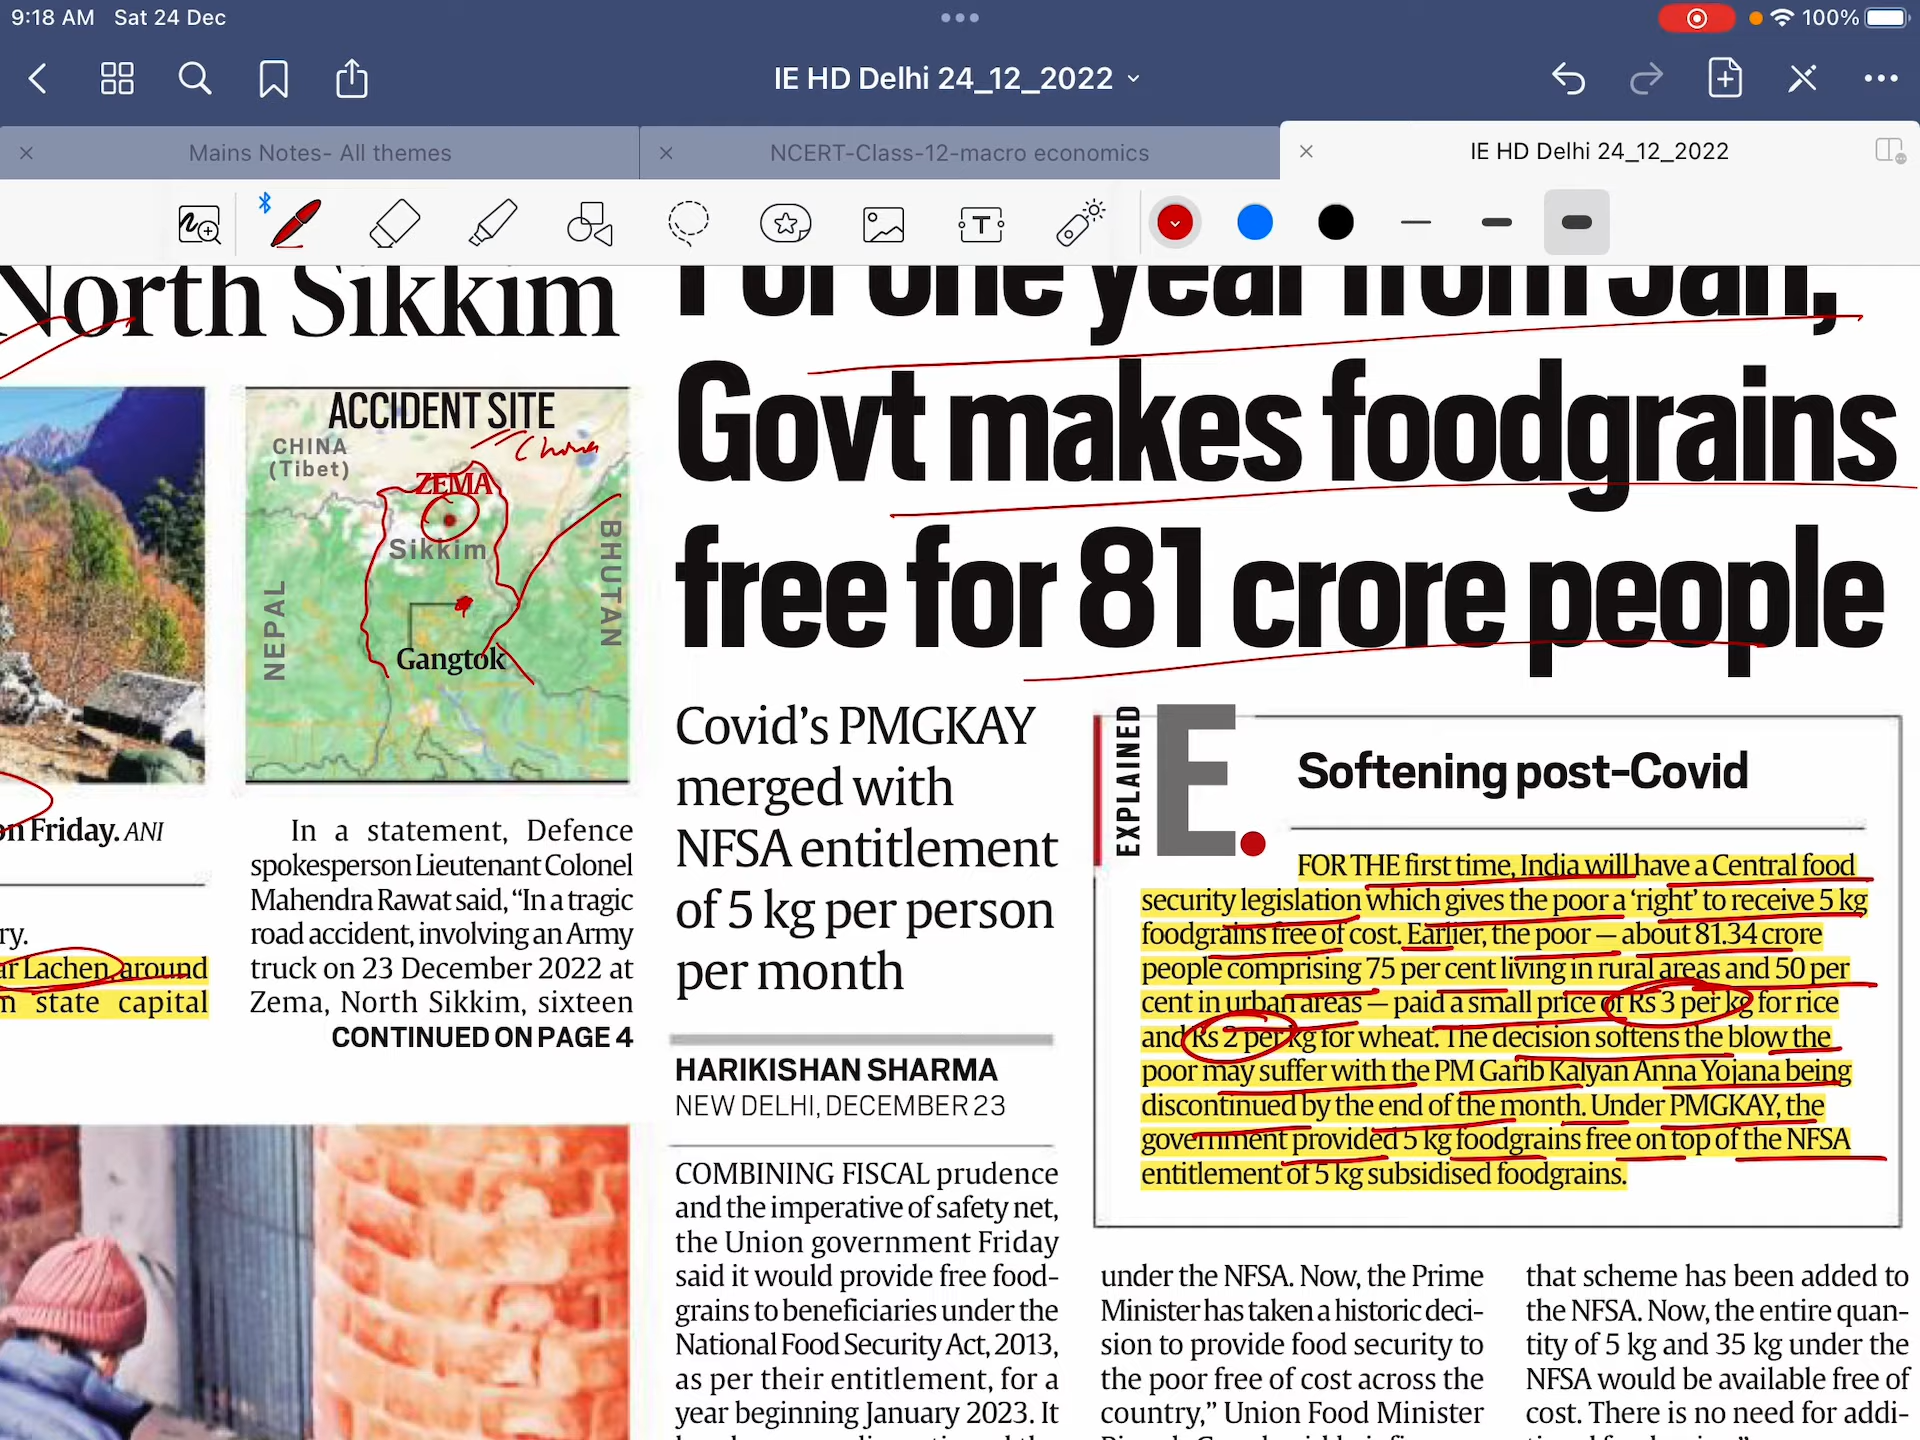 9:18 AM Sat 24 Dec
100%
IE HD Delhi 24_12_2022
Mains Notes- All themes
NCERT-Class-12-macro economics
IE HD Delhi 24_12_2022
North Sikkim
ACCIDENT SITE
CHINA
(Tibet)
China
ZEMA
Sikkim
NEPAL
BHUTAN
Gangtok
on Friday. ANI
ry.
ar Lachen, around
state capital
In a statement, Defence
spokesperson Lieutenant Colonel
Mahendra Rawat said, “In a tragic
road accident, involving an Army
truck on 23 December 2022 at
Zema, North Sikkim, sixteen
CONTINUED ON PAGE 4
For one year from Jan,
Govt makes foodgrains
free for 81 crore people
Covid’s PMGKAY
merged with
NFSA entitlement
of 5 kg per person
per month
HARIKISHAN SHARMA
NEW DELHI, DECEMBER 23
COMBINING FISCAL prudence
and the imperative of safety net,
the Union government Friday
said it would provide free food-
grains to beneficiaries under the
National Food Security Act, 2013,
as per their entitlement, for a
year beginning January 2023. It
EXPLAINED
E.
Softening post-Covid
FOR THE first time, India will have a Central food
security legislation which gives the poor a ‘right’ to receive 5 kg
foodgrains free of cost. Earlier, the poor — about 81.34 crore
people comprising 75 per cent living in rural areas and 50 per
cent in urban areas — paid a small price of Rs 3 per kg for rice
and Rs 2 per kg for wheat. The decision softens the blow the
poor may suffer with the PM Garib Kalyan Anna Yojana being
discontinued by the end of the month. Under PMGKAY, the
government provided 5 kg foodgrains free on top of the NFSA
entitlement of 5 kg subsidised foodgrains.
under the NFSA. Now, the Prime
Minister has taken a historic deci-
sion to provide food security to
the poor free of cost across the
country,” Union Food Minister
that scheme has been added to
the NFSA. Now, the entire quan-
tity of 5 kg and 35 kg under the
NFSA would be available free of
cost. There is no need for addi-